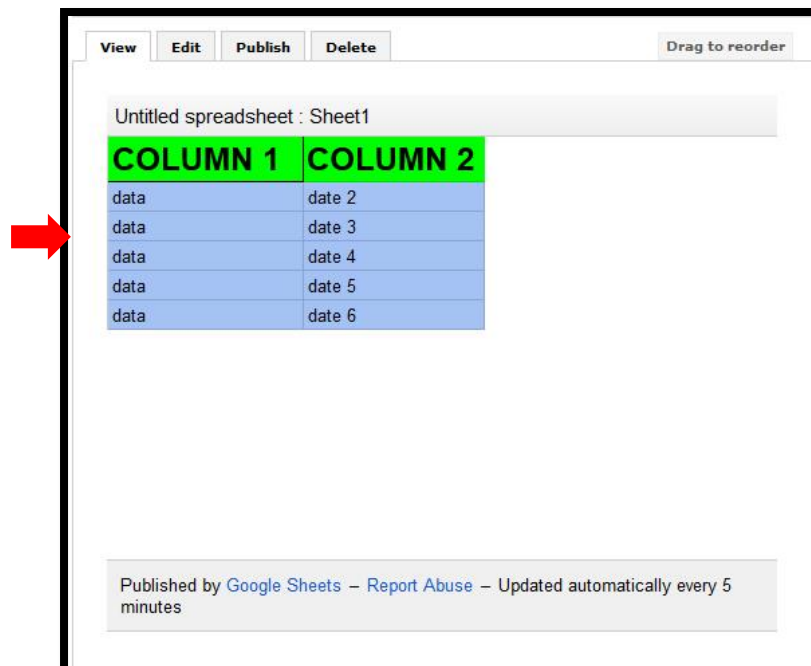 View Edit Publish Delete Drag to reorder
Untitled spreadsheet : Sheet1
COLUMN 1 COLUMN 2
data date 2
data date 3
data date 4
data date 5
data date 6
Published by Google Sheets – Report Abuse – Updated automatically every 5
minutes